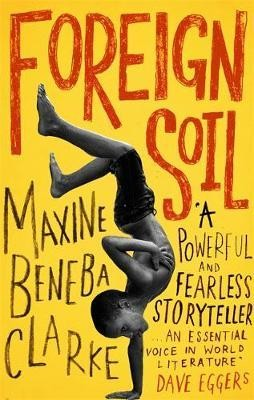 FOREIGN
SOIL
MAXINE
BENEBA
CLARKE
"A
POWERFUL
AND
FEARLESS
STORYTELLER
...AN ESSENTIAL
VOICE IN WORLD
LITERATURE"
DAVE EGGERS